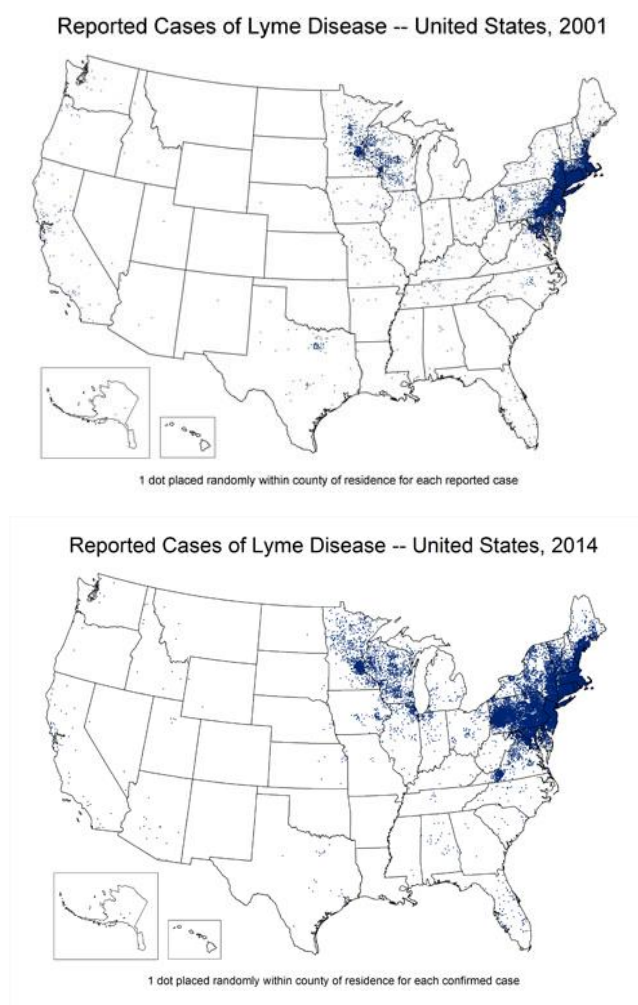 Reported Cases of Lyme Disease -- United States, 2001
1 dot placed randomly within county of residence for each reported case
Reported Cases of Lyme Disease -- United States, 2014
1 dot placed randomly within county of residence for each confirmed case